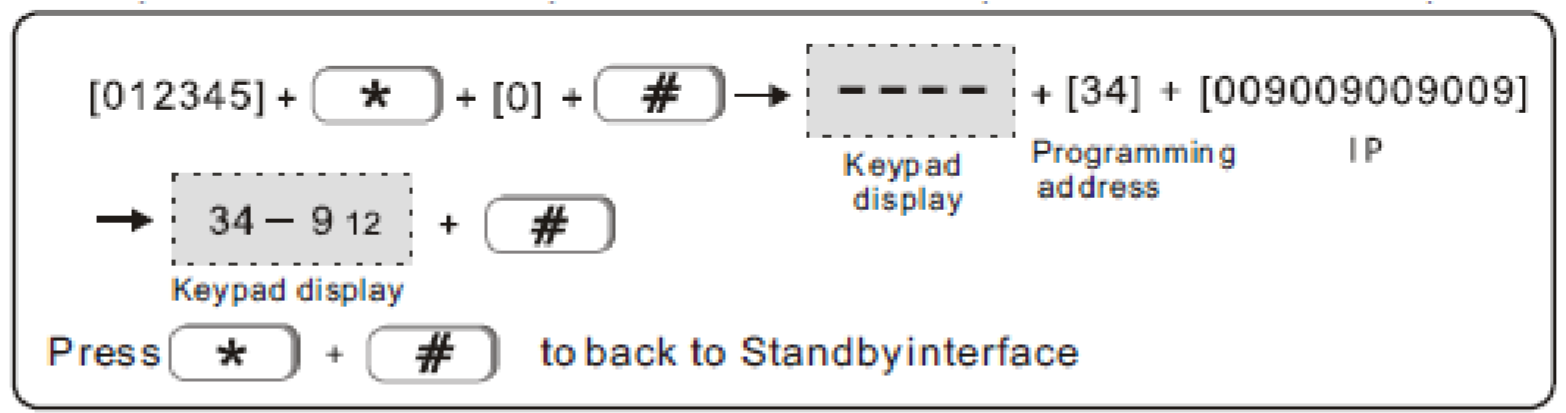 [012345] + * + [0] + # → – – – – + [34] + [009009009009]
Keypad display Programming address IP
→ 34 – 9 12 + #
Keypad display
Press * + # to back to Standbyinterface